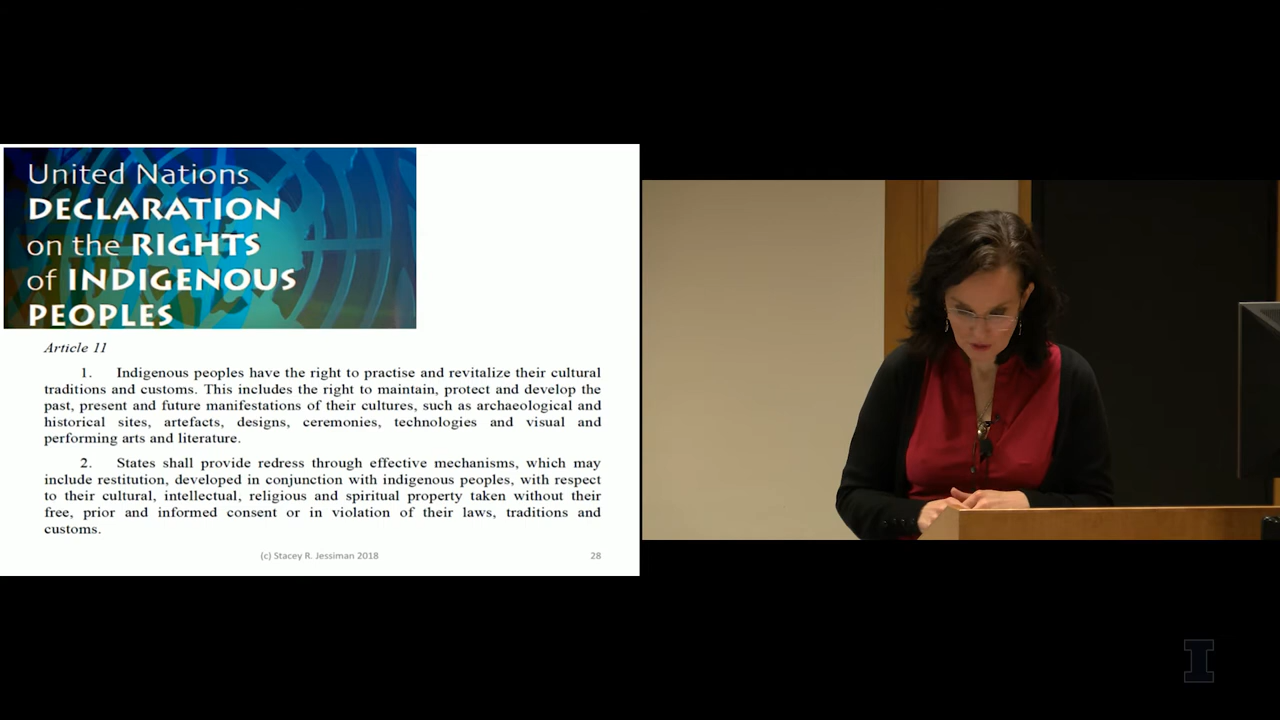 United Nations
DECLARATION
on the RIGHTS
of INDIGENOUS
PEOPLES
Article 11
1. Indigenous peoples have the right to practise and revitalize their cultural
traditions and customs. This includes the right to maintain, protect and develop the
past, present and future manifestations of their cultures, such as archaeological and
historical sites, artefacts, designs, ceremonies, technologies and visual and
performing arts and literature.
2. States shall provide redress through effective mechanisms, which may
include restitution, developed in conjunction with indigenous peoples, with respect
to their cultural, intellectual, religious and spiritual property taken without their
free, prior and informed consent or in violation of their laws, traditions and
customs.
(c) Stacey R. Jessiman 2018 28
I